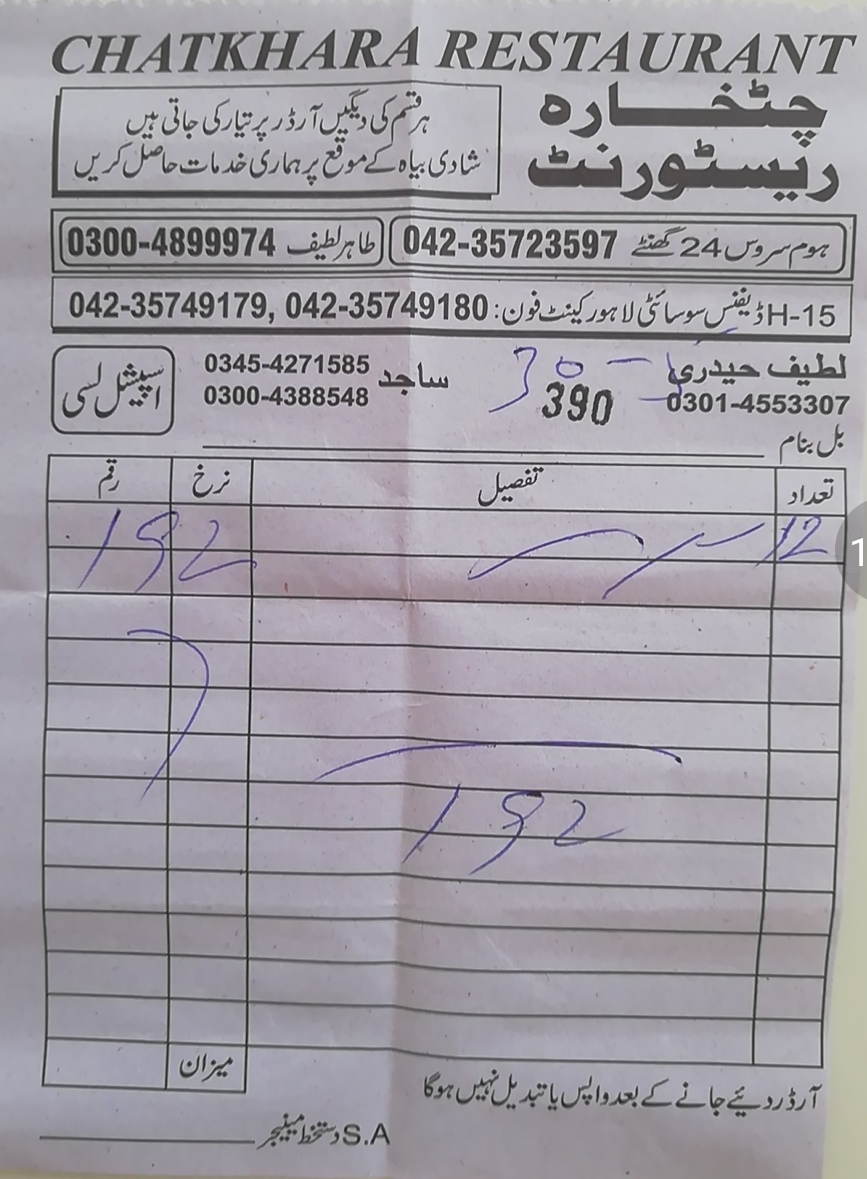 CHATKHARA RESTAURANT
چٹخارہ
ریسٹورنٹ
ہر قسم کی دیگیں آرڈر پر تیار کی جاتی ہیں
شادی بیاہ کے موقع پر ہماری خدمات حاصل کریں
ہوم سروس 24 گھنٹے 042-35723597
طاہر لطیف 0300-4899974
H-15 ڈیفنس سوسائٹی لاہور کینٹ فون: 042-35749180 ,042-35749179
لطیف حیدری
0301-4553307
390
ساجد
0345-4271585
0300-4388548
اسپیشل لسی
بل بنام
تعداد تفصیل نرخ رقم
12 192
192
میزان
آرڈر دئیے جانے کے بعد واپس یا تبدیل نہیں ہوگا
S.A دستخط مینیجر
1